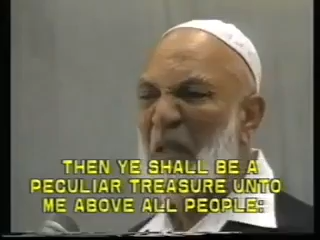 THEN YE SHALL BE A
PECULIAR TREASURE UNTO
ME ABOVE ALL PEOPLE: